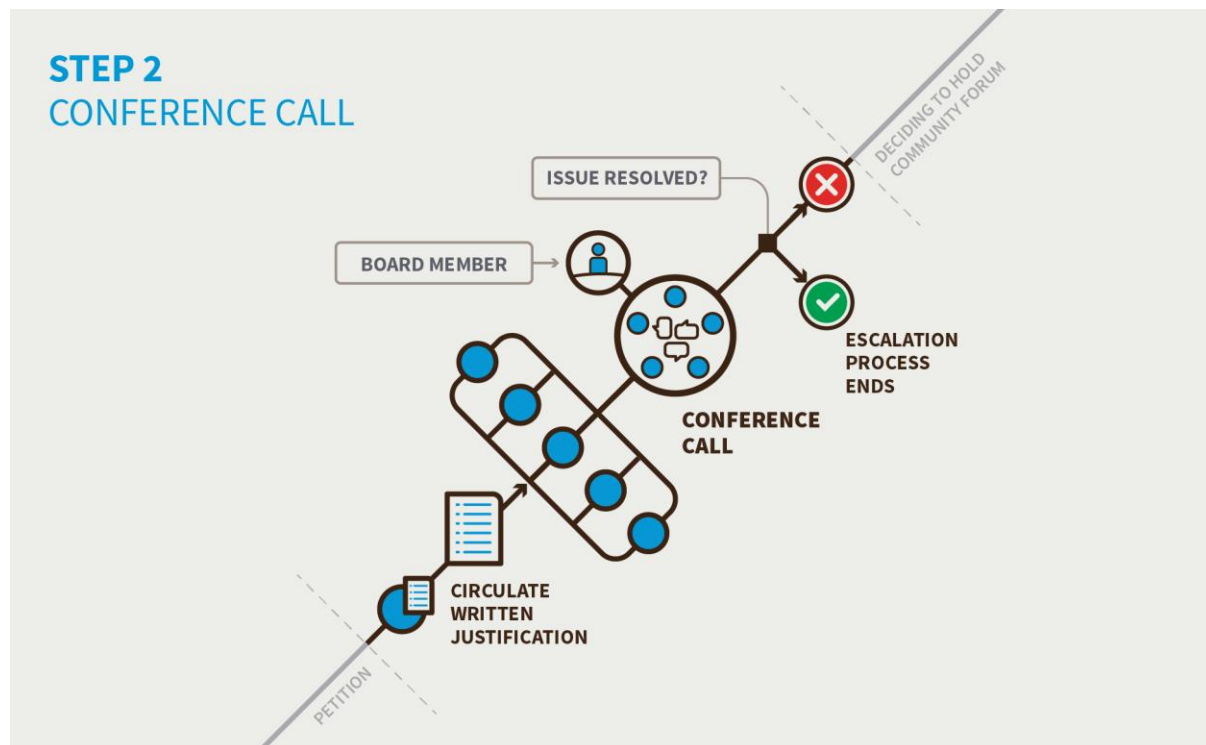 STEP 2
CONFERENCE CALL
DECIDING TO HOLD
COMMUNITY FORUM
ISSUE RESOLVED?
BOARD MEMBER
ESCALATION
PROCESS
ENDS
CONFERENCE
CALL
CIRCULATE
WRITTEN
JUSTIFICATION
PETITION